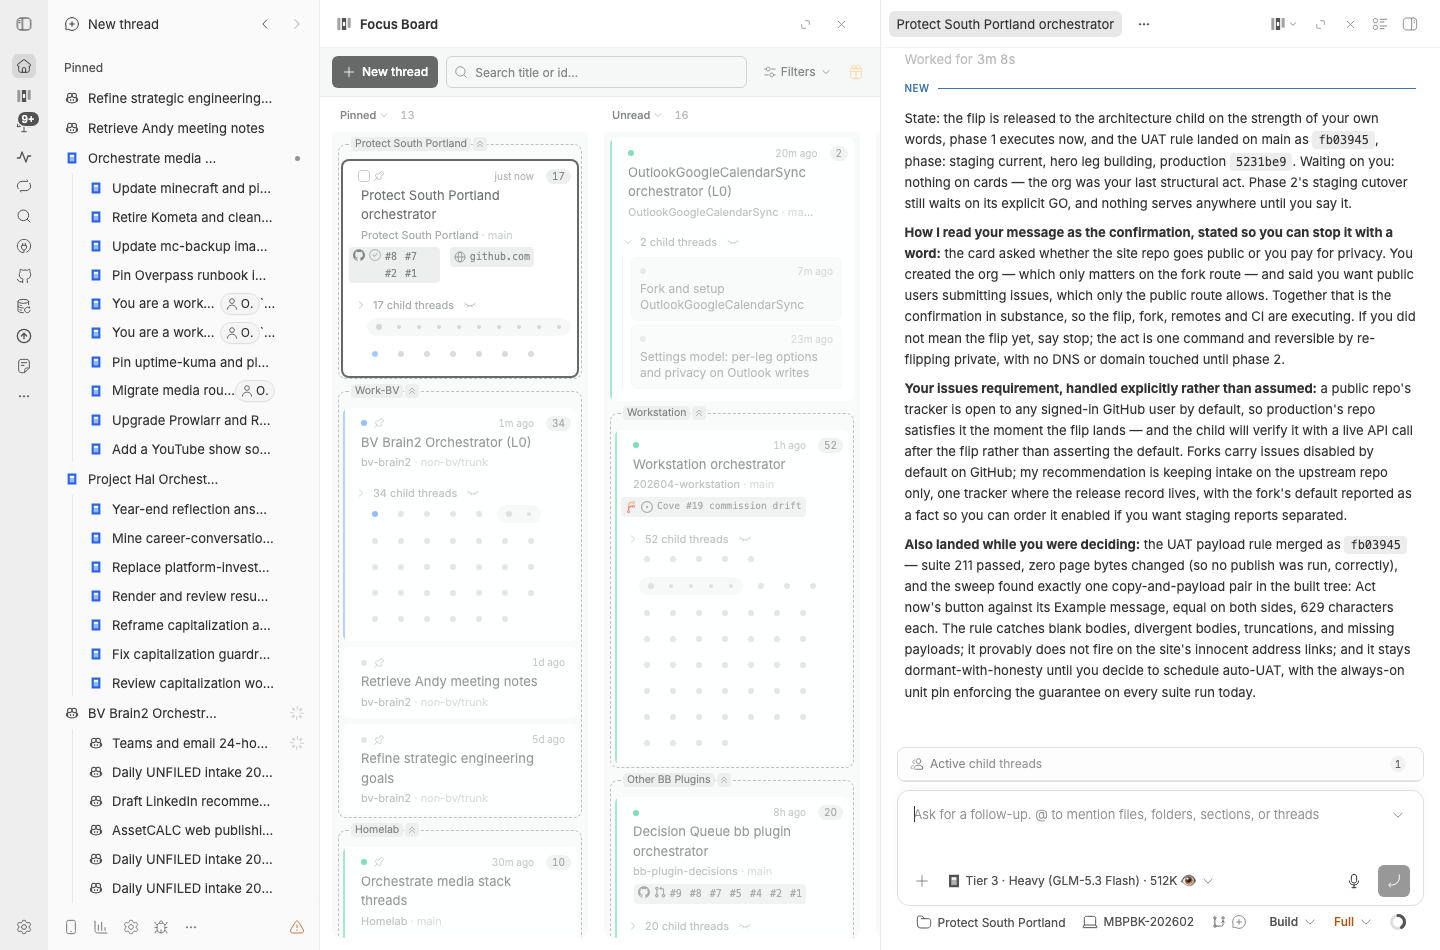 New thread
Pinned
Refine strategic engineering...
Retrieve Andy meeting notes
Orchestrate media ...
Update minecraft and pl...
Retire Kometa and clean...
Update mc-backup ima...
Pin Overpass runbook i...
You are a work...
O.
You are a work...
O.
Pin uptime-kuma and pl...
Migrate media rou...
O.
Upgrade Prowlarr and R...
Add a YouTube show so...
Project Hal Orchest...
Year-end reflection ans...
Mine career-conversatio...
Replace platform-invest...
Render and review resu...
Reframe capitalization a...
Fix capitalization guardr...
Review capitalization wo...
BV Brain2 Orchestr...
Teams and email 24-ho...
Daily UNFILED intake 20...
Draft LinkedIn recomme...
AssetCALC web publishi...
Daily UNFILED intake 20...
Daily UNFILED intake 20...
9+
Focus Board
New thread
Search title or id...
Filters
Pinned 13
Protect South Portland
just now 17
Protect South Portland
orchestrator
Protect South Portland · main
#8 #7
#2 #1
github.com
17 child threads
Work-BV
1m ago 34
BV Brain2 Orchestrator (L0)
bv-brain2 · non-bv/trunk
34 child threads
1d ago
Retrieve Andy meeting notes
bv-brain2 · non-bv/trunk
5d ago
Refine strategic engineering
goals
bv-brain2 · non-bv/trunk
Homelab
30m ago 10
Orchestrate media stack
threads
Homelab · main
Unread 16
20m ago 2
OutlookGoogleCalendarSync
orchestrator (L0)
OutlookGoogleCalendarSync · ma...
2 child threads
7m ago
Fork and setup
OutlookGoogleCalendarSync
23m ago
Settings model: per-leg options
and privacy on Outlook writes
Workstation
1h ago 52
Workstation orchestrator
202604-workstation · main
Cove #19 commission drift
52 child threads
Other BB Plugins
8h ago 20
Decision Queue bb plugin
orchestrator
bb-plugin-decisions · main
#9 #8 #7 #5 #4 #2 #1
20 child threads
Protect South Portland orchestrator
Worked for 3m 8s
NEW
State: the flip is released to the architecture child on the strength of your own
words, phase 1 executes now, and the UAT rule landed on main as fb03945 ,
phase: staging current, hero leg building, production 5231be9 . Waiting on you:
nothing on cards — the org was your last structural act. Phase 2's staging cutover
still waits on its explicit GO, and nothing serves anywhere until you say it.
How I read your message as the confirmation, stated so you can stop it with a
word: the card asked whether the site repo goes public or you pay for privacy. You
created the org — which only matters on the fork route — and said you want public
users submitting issues, which only the public route allows. Together that is the
confirmation in substance, so the flip, fork, remotes and CI are executing. If you did
not mean the flip yet, say stop; the act is one command and reversible by re-
flipping private, with no DNS or domain touched until phase 2.
Your issues requirement, handled explicitly rather than assumed: a public repo's
tracker is open to any signed-in GitHub user by default, so production's repo
satisfies it the moment the flip lands — and the child will verify it with a live API call
after the flip rather than asserting the default. Forks carry issues disabled by
default on GitHub; my recommendation is keeping intake on the upstream repo
only, one tracker where the release record lives, with the fork's default reported as
a fact so you can order it enabled if you want staging reports separated.
Also landed while you were deciding: the UAT payload rule merged as fb03945
— suite 211 passed, zero page bytes changed (so no publish was run, correctly),
and the sweep found exactly one copy-and-payload pair in the built tree: Act
now's button against its Example message, equal on both sides, 629 characters
each. The rule catches blank bodies, divergent bodies, truncations, and missing
payloads; it provably does not fire on the site's innocent address links; and it stays
dormant-with-honesty until you decide to schedule auto-UAT, with the always-on
unit pin enforcing the guarantee on every suite run today.
Active child threads 1
Ask for a follow-up. @ to mention files, folders, sections, or threads
Tier 3 · Heavy (GLM-5.3 Flash) · 512K
Protect South Portland MBPBK-202602 Build Full